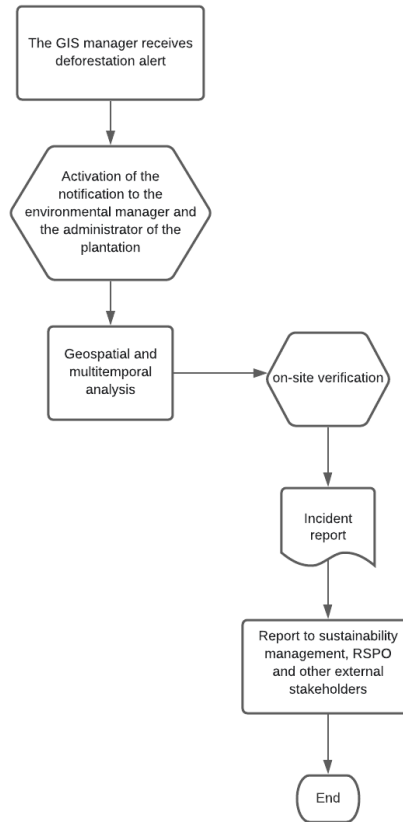 The GIS manager receives
deforestation alert
Activation of the
notification to the
environmental manager and
the administrator of the
plantation
Geospatial and
multitemporal
analysis
on-site verification
Incident
report
Report to sustainability
management, RSPO
and other external
stakeholders
End